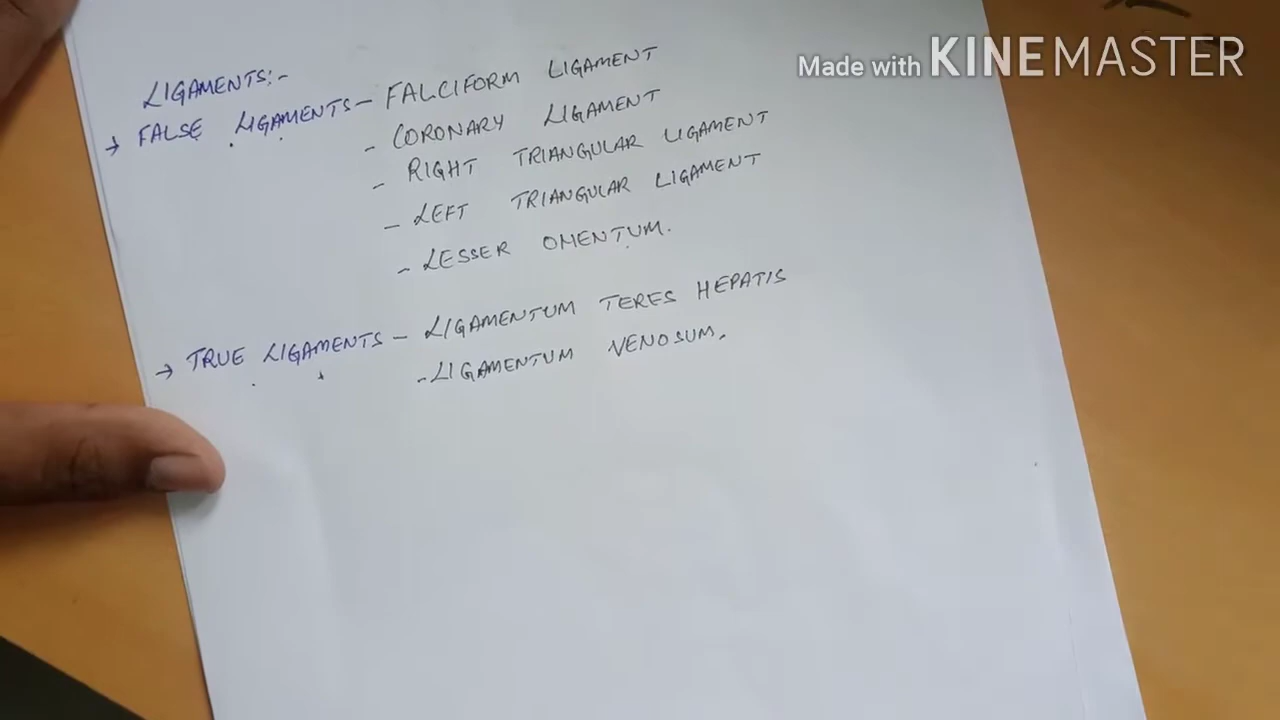 Made with KINEMASTER
LIGAMENTS:-
→ FALSE LIGAMENTS - FALCIFORM LIGAMENT
- CORONARY LIGAMENT
- RIGHT TRIANGULAR LIGAMENT
- LEFT TRIANGULAR LIGAMENT
- LESSER OMENTUM.
→ TRUE LIGAMENTS - LIGAMENTUM TERES HEPATIS
- LIGAMENTUM VENOSUM.